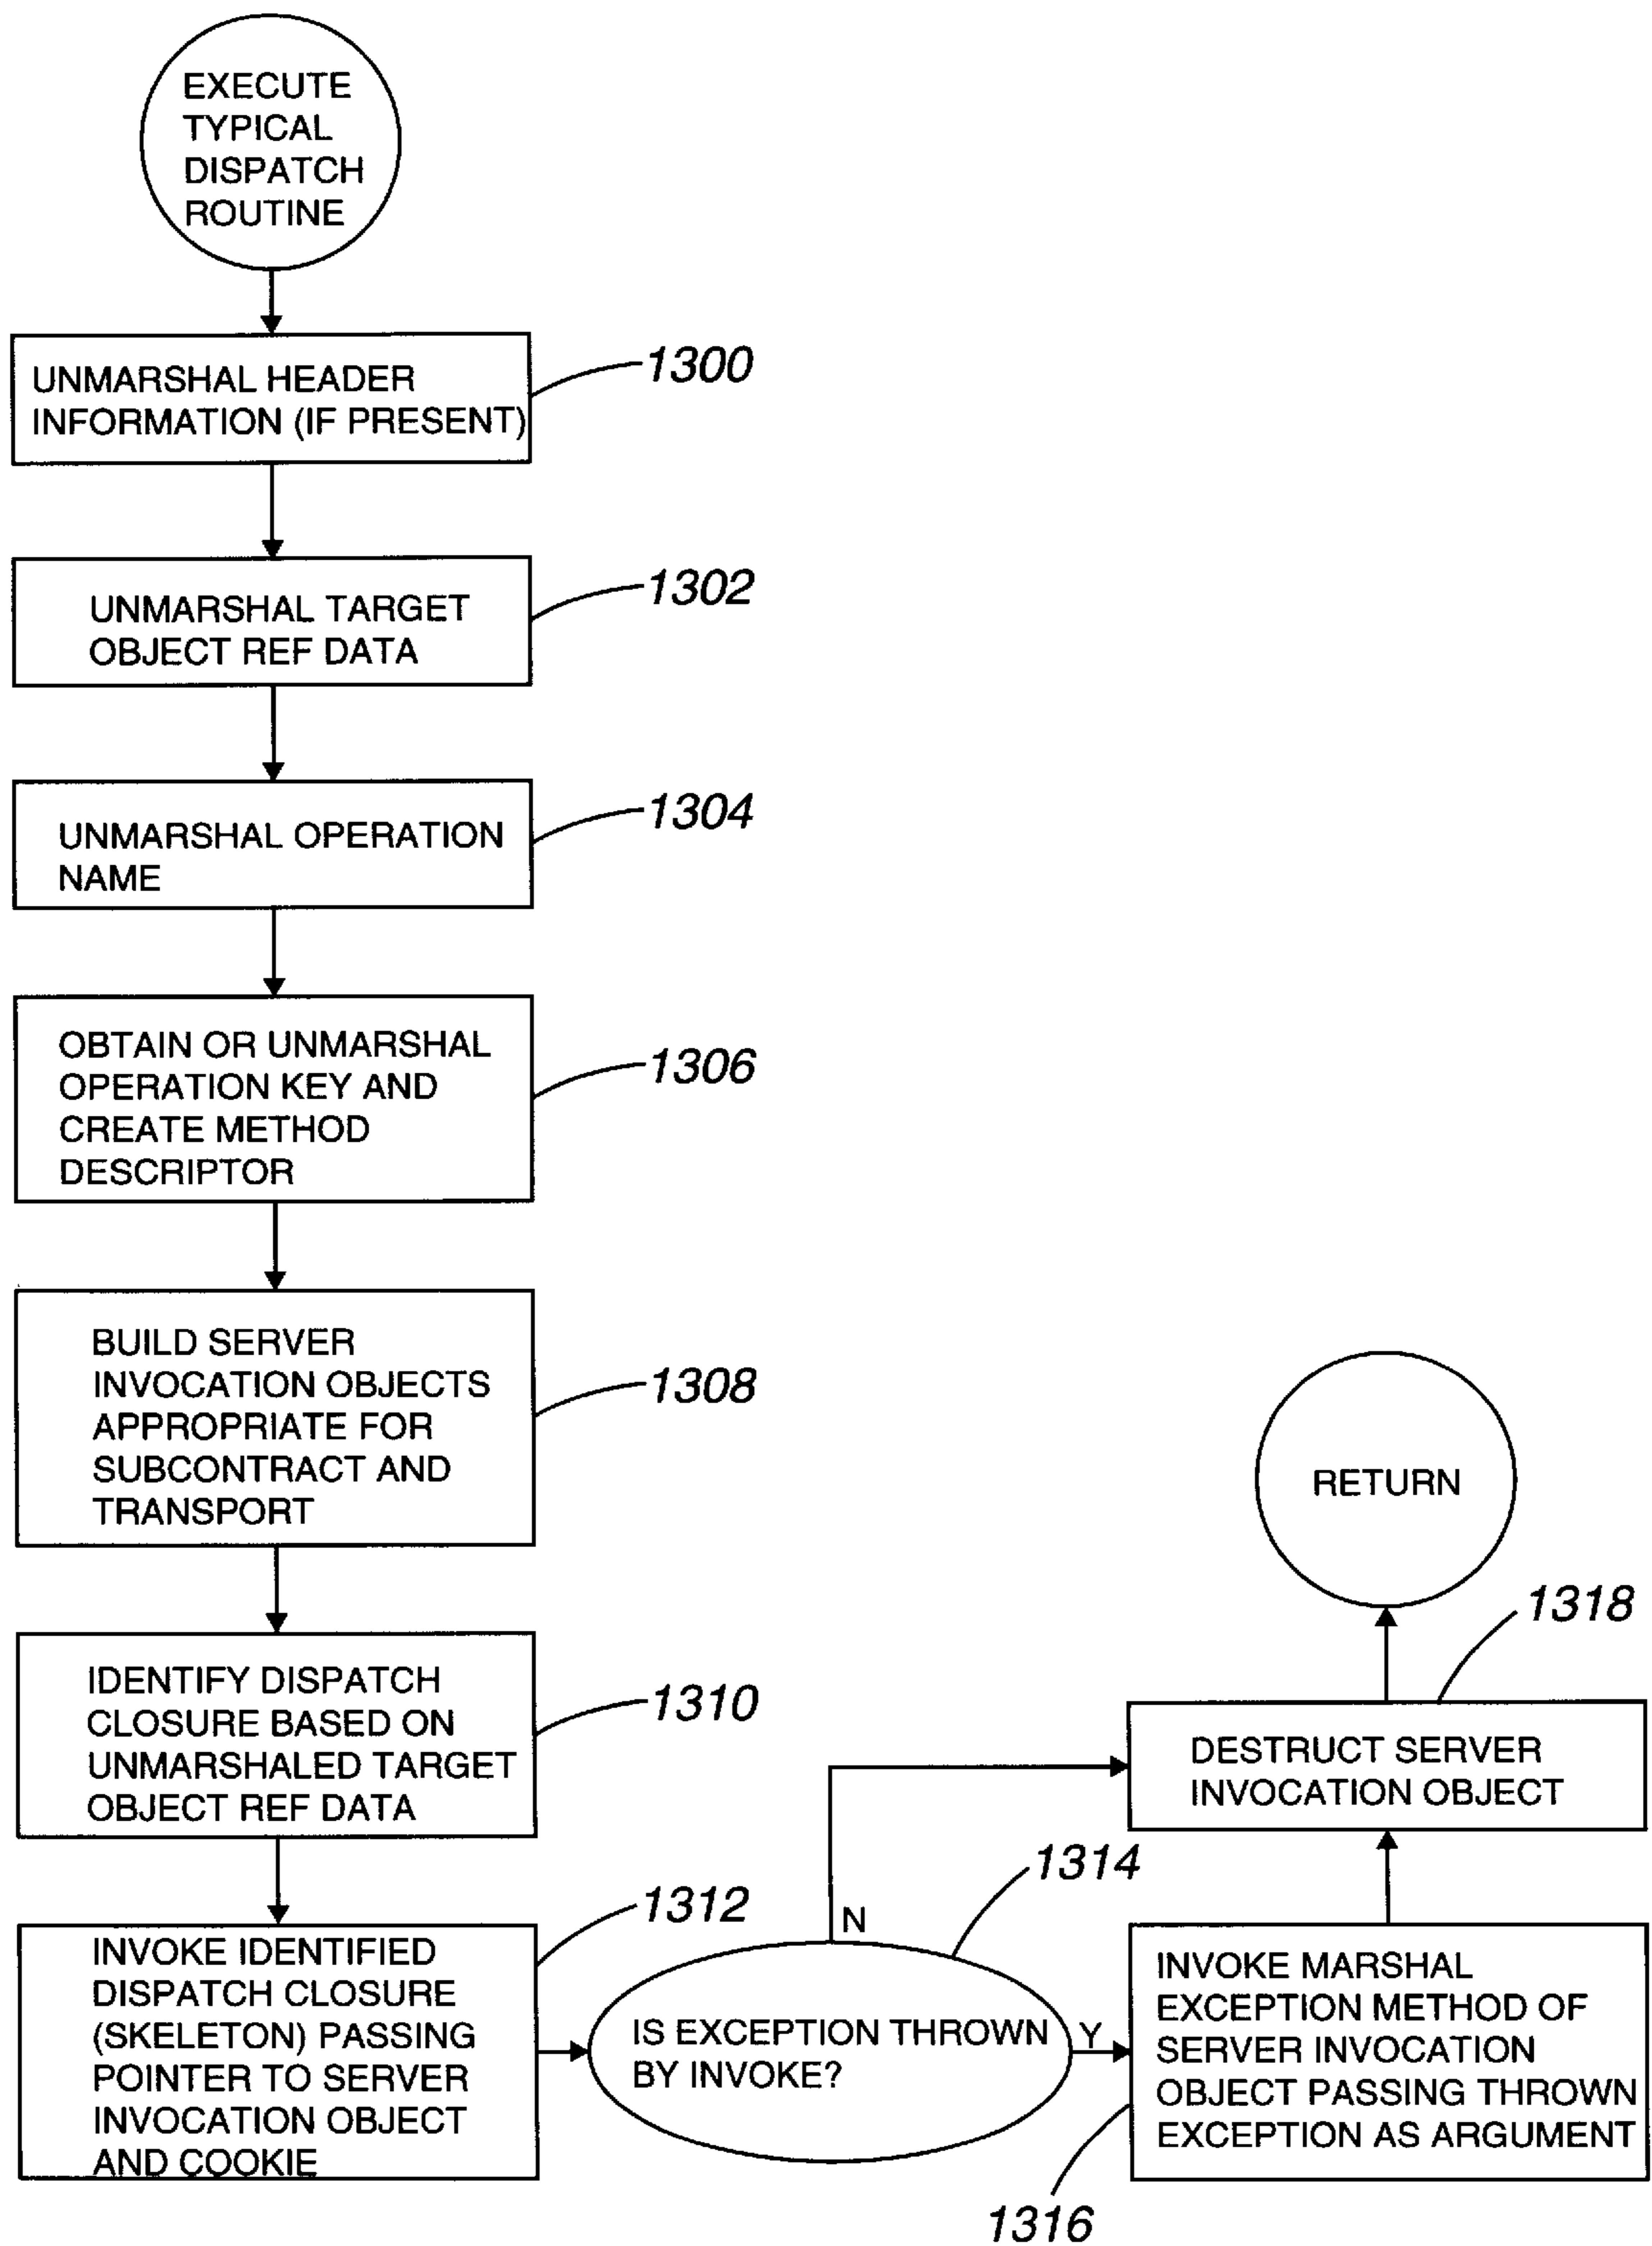 EXECUTE
TYPICAL
DISPATCH
ROUTINE
UNMARSHAL HEADER
INFORMATION (IF PRESENT)
1300
UNMARSHAL TARGET
OBJECT REF DATA
1302
UNMARSHAL OPERATION
NAME
1304
OBTAIN OR UNMARSHAL
OPERATION KEY AND
CREATE METHOD
DESCRIPTOR
1306
BUILD SERVER
INVOCATION OBJECTS
APPROPRIATE FOR
SUBCONTRACT AND
TRANSPORT
1308
IDENTIFY DISPATCH
CLOSURE BASED ON
UNMARSHALED TARGET
OBJECT REF DATA
1310
INVOKE IDENTIFIED
DISPATCH CLOSURE
(SKELETON) PASSING
POINTER TO SERVER
INVOCATION OBJECT
AND COOKIE
1312
IS EXCEPTION THROWN
BY INVOKE?
1314
N
Y
INVOKE MARSHAL
EXCEPTION METHOD OF
SERVER INVOCATION
OBJECT PASSING THROWN
EXCEPTION AS ARGUMENT
1316
DESTRUCT SERVER
INVOCATION OBJECT
1318
RETURN